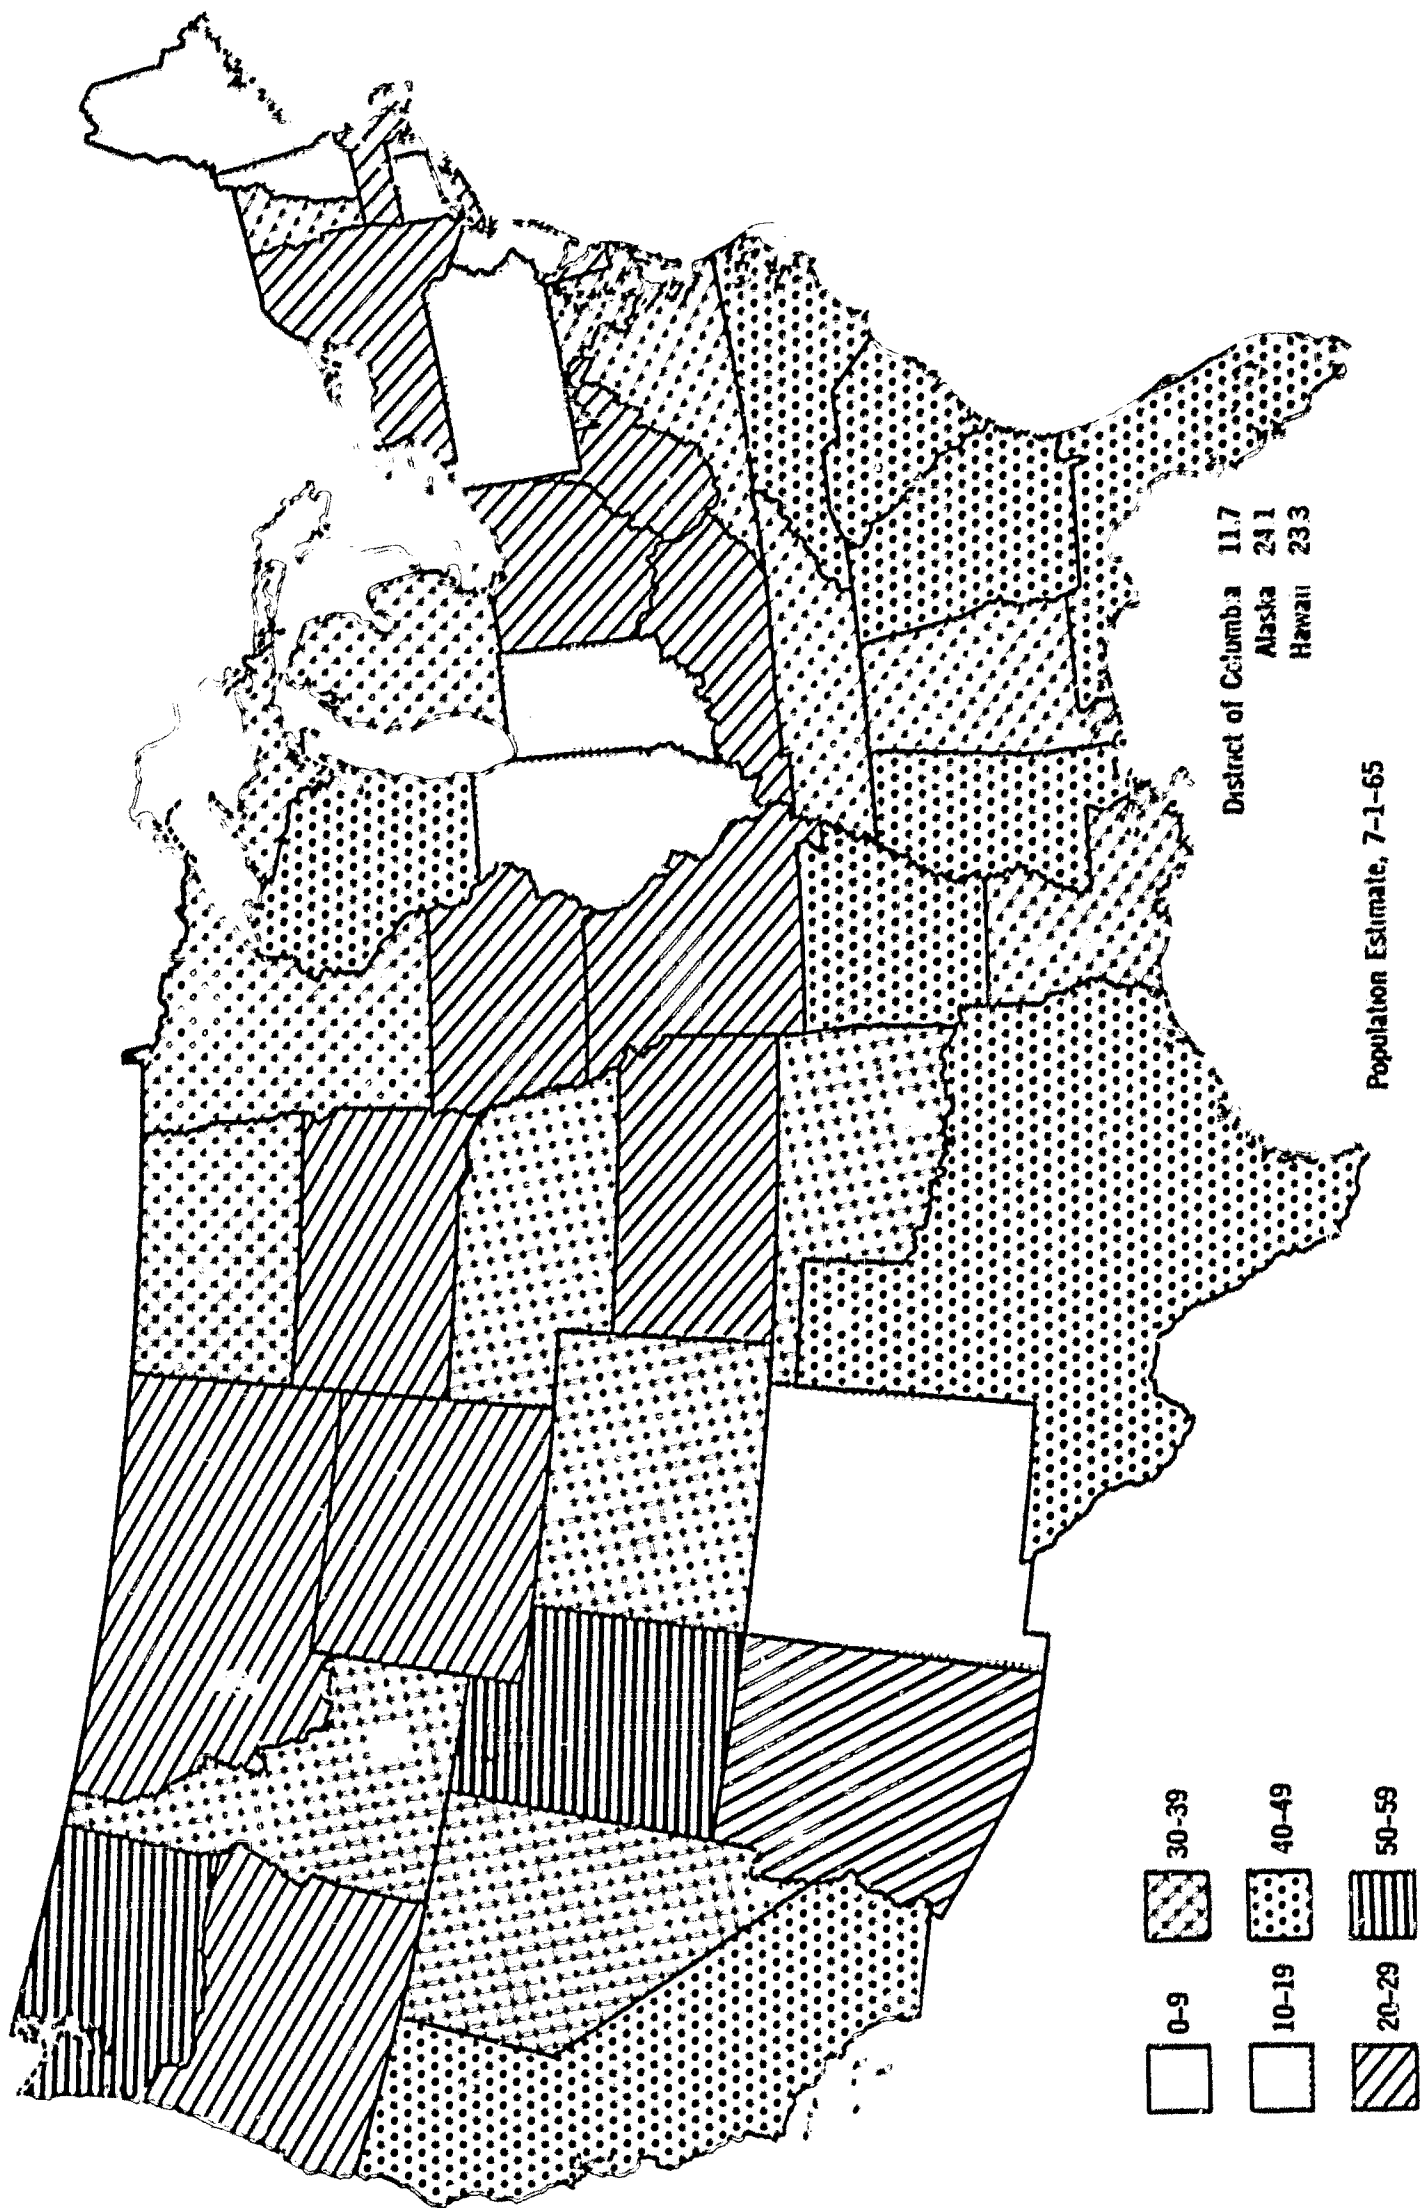 District of Columbia 11.7
Alaska 24 1
Hawaii 23 3
Population Estimate, 7-1-65
0-9
30-39
10-19
40-49
20-29
50-59